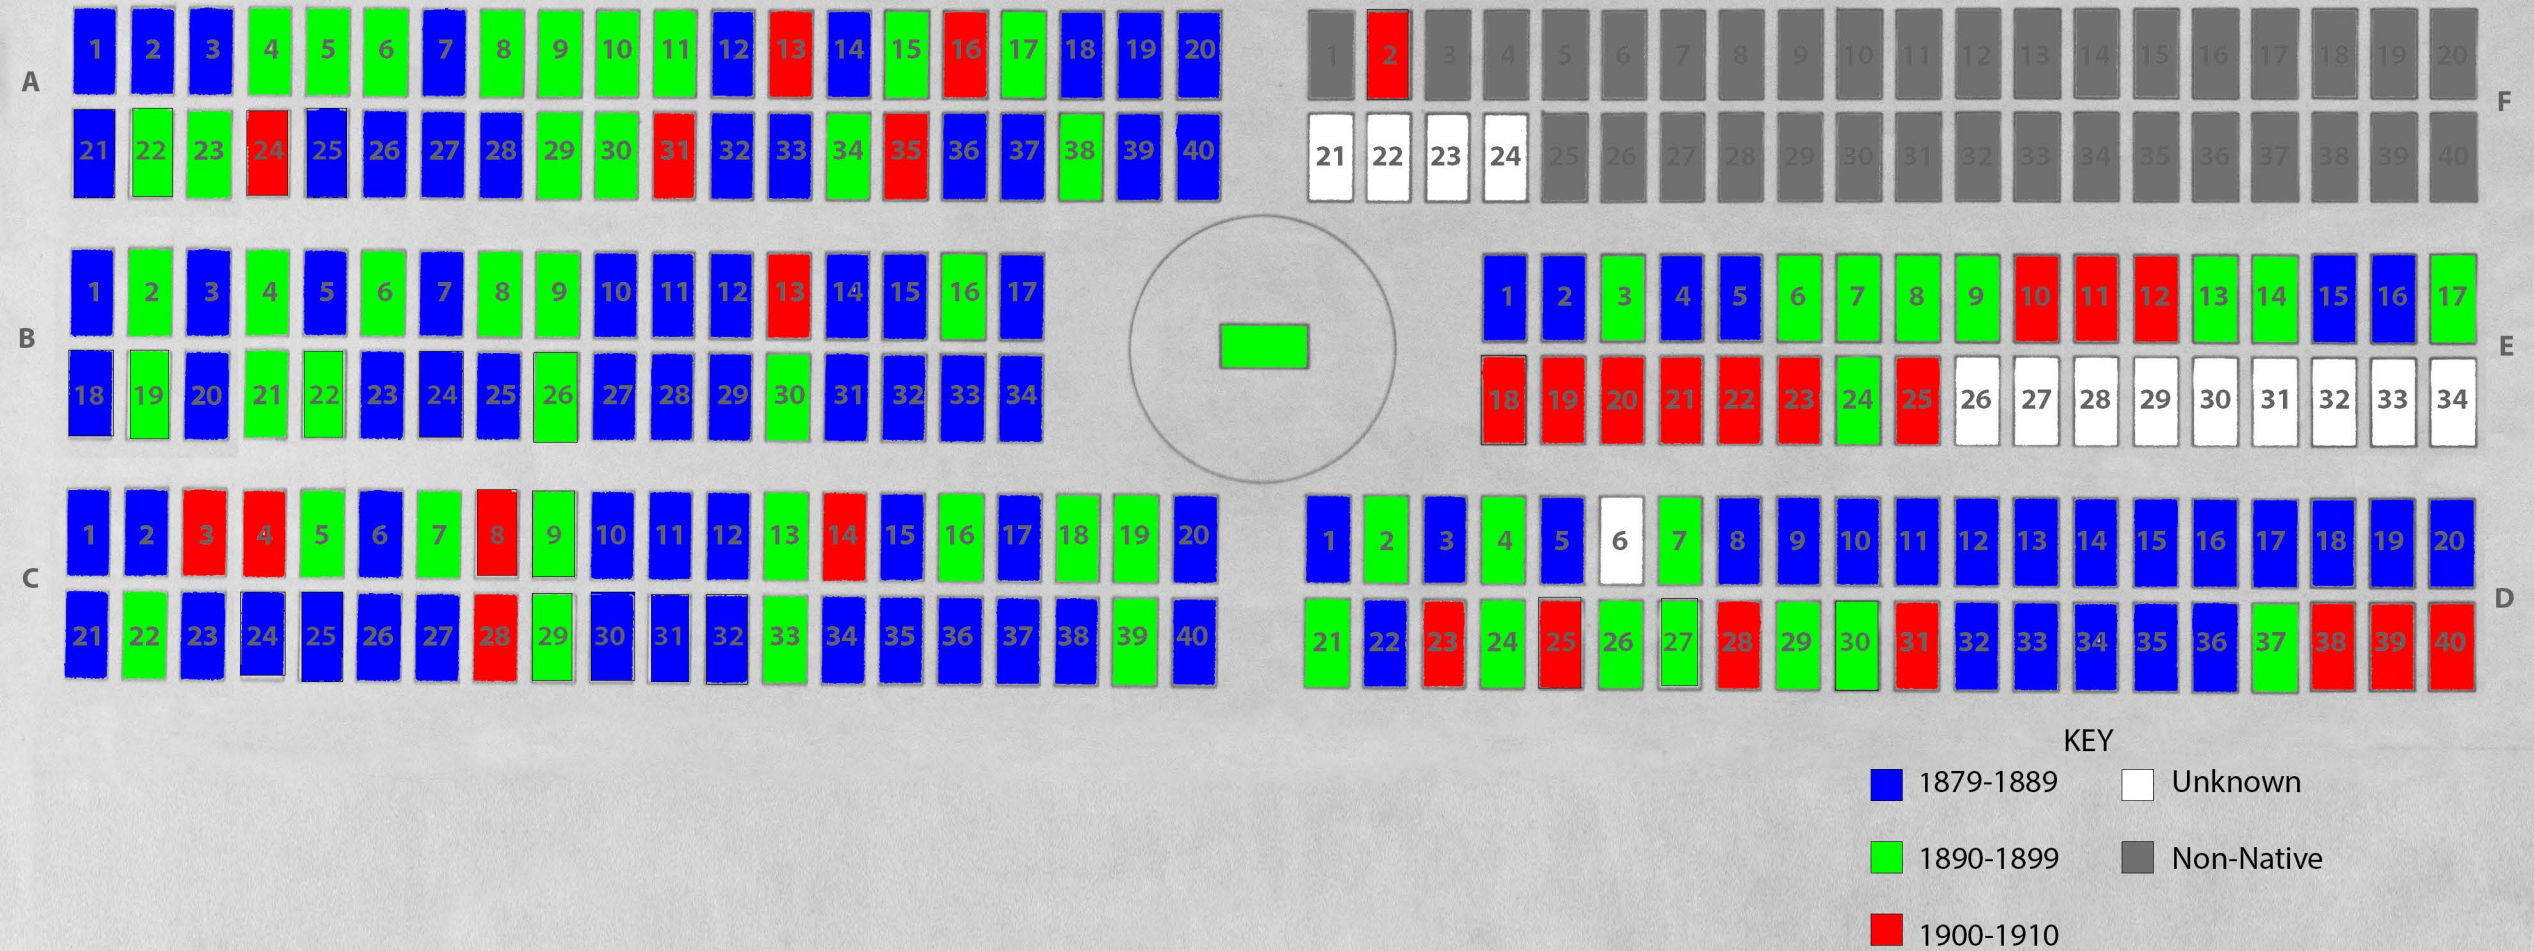 1 2 3 4 5 6 7 8 9 10 11 12 13 14 15 16 17 18 19 20
A
21 22 23 24 25 26 27 28 29 30 31 32 33 34 35 36 37 38 39 40
1 2 3 4 5 6 7 8 9 10 11 12 13 14 15 16 17 18 19 20
F
21 22 23 24 25 26 27 28 29 30 31 32 33 34 35 36 37 38 39 40
1 2 3 4 5 6 7 8 9 10 11 12 13 14 15 16 17
B
18 19 20 21 22 23 24 25 26 27 28 29 30 31 32 33 34
1 2 3 4 5 6 7 8 9 10 11 12 13 14 15 16 17
E
18 19 20 21 22 23 24 25 26 27 28 29 30 31 32 33 34
1 2 3 4 5 6 7 8 9 10 11 12 13 14 15 16 17 18 19 20
C
21 22 23 24 25 26 27 28 29 30 31 32 33 34 35 36 37 38 39 40
1 2 3 4 5 6 7 8 9 10 11 12 13 14 15 16 17 18 19 20
D
21 22 23 24 25 26 27 28 29 30 31 32 33 34 35 36 37 38 39 40
KEY
1879-1889
Unknown
1890-1899
Non-Native
1900-1910